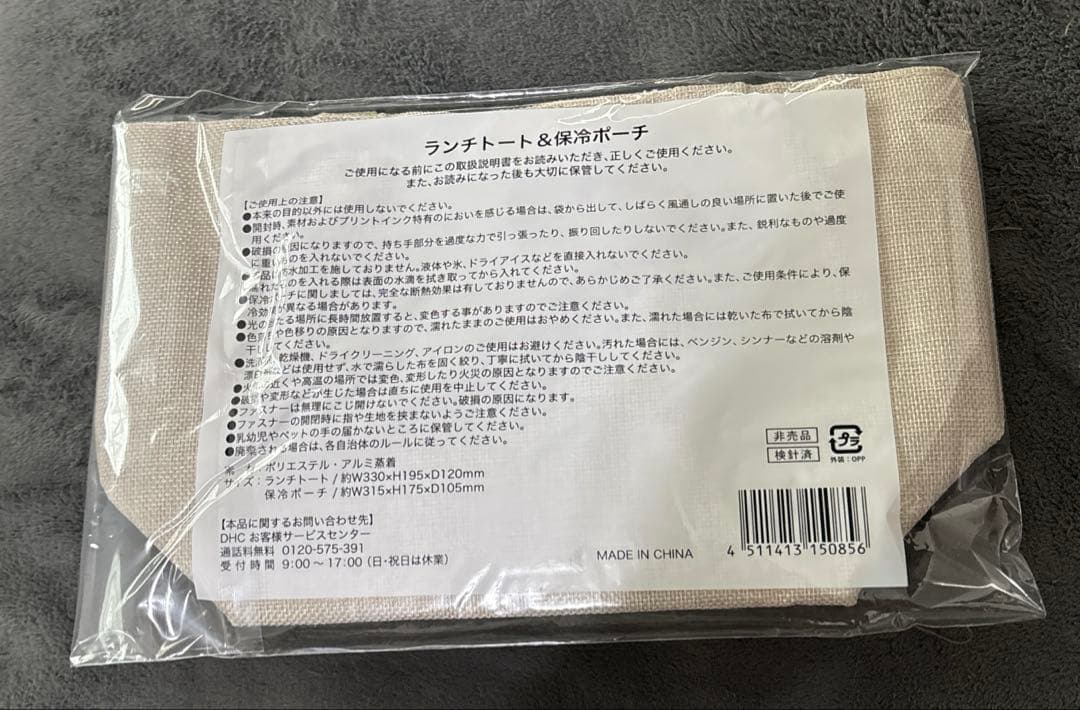 ランチトート&保冷ポーチ
ご使用になる前にこの取扱説明書をお読みいただき、正しくご使用ください。
また、お読みになった後も大切に保管してください。
【ご使用上の注意】
●本来の目的以外には使用しないでください。
●開封時、素材およびプリントインク特有のにおいを感じる場合は、袋から出して、しばらく風通しの良い場所に置いた後でご使
用ください。
●破損の原因になりますので、持ち手部分を過度な力で引っ張ったり、振り回したりしないでください。また、鋭利なものや過度
に重いものを入れないでください。
品は防水加工を施しておりません。液体や氷、ドライアイスなどを直接入れないでください。
濡れたものを入れる際は表面の水滴を拭き取ってから入れてください。
●保冷ポーチに関しましては、完全な断熱効果は有しておりませんので、あらかじめご了承ください。また、ご使用条件により、保
冷効果が異なる場合があります。
●光の当たる場所に長時間放置すると、変色する事がありますのでご注意ください。
●色落ちや色移りの原因となりますので、濡れたままのご使用はおやめください。また、濡れた場合には乾いた布で拭いてから陰
干ししてください。
●洗濯、乾燥機、ドライクリーニング、アイロンのご使用はお避けください。汚れた場合には、ベンジン、シンナーなどの溶剤や
漂白剤などは使用せず、水で濡らした布を固く絞り、丁寧に拭いてから陰干ししてください。
●火の近くや高温の場所では変色、変形したり火災の原因となりますのでご注意ください。
●破損や変形などが生じた場合は直ちに使用を中止してください。
●ファスナーは無理にこじ開けないでください。破損の原因になります。
●ファスナーの開閉時に指や生地を挟まないようご注意ください。
●乳幼児やペットの手の届かないところに保管してください。
●廃棄される場合は、各自治体のルールに従ってください。
素材：ポリエステル・アルミ蒸着
サイズ：ランチトート/約W330×H195×D120mm
保冷ポーチ/約W315×H175×D105mm
【本品に関するお問い合わせ先】
DHC お客様サービスセンター
通話料無料 0120-575-391
受付時間 9:00～17:00（日・祝日は休業）
非売品
検針済
プラ
外装：OPP
MADE IN CHINA
4 511413 150856